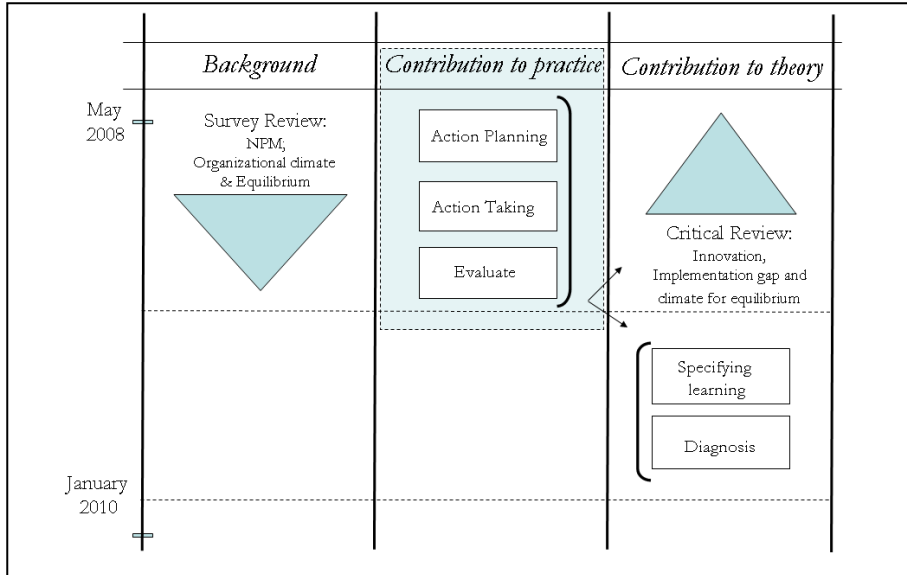 Background
Contribution to practice
Contribution to theory
May
2008
Survey Review:
NPM;
Organizational climate
& Equilibrium
Action Planning
Action Taking
Evaluate
Critical Review:
Innovation,
Implementation gap and
climate for equilibrium
Specifying
learning
Diagnosis
January
2010